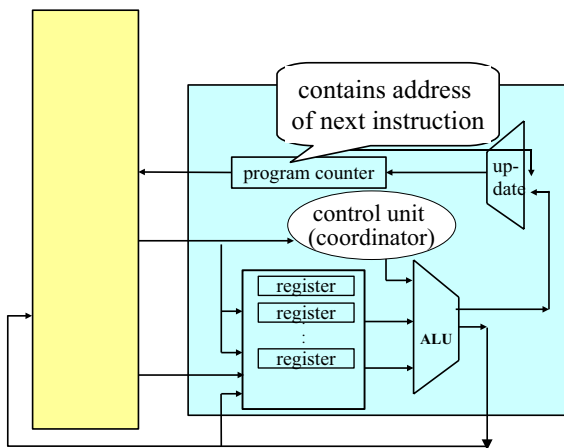 contains address
of next instruction
program counter
up-
date
control unit
(coordinator)
register
register
⋮
register
ALU